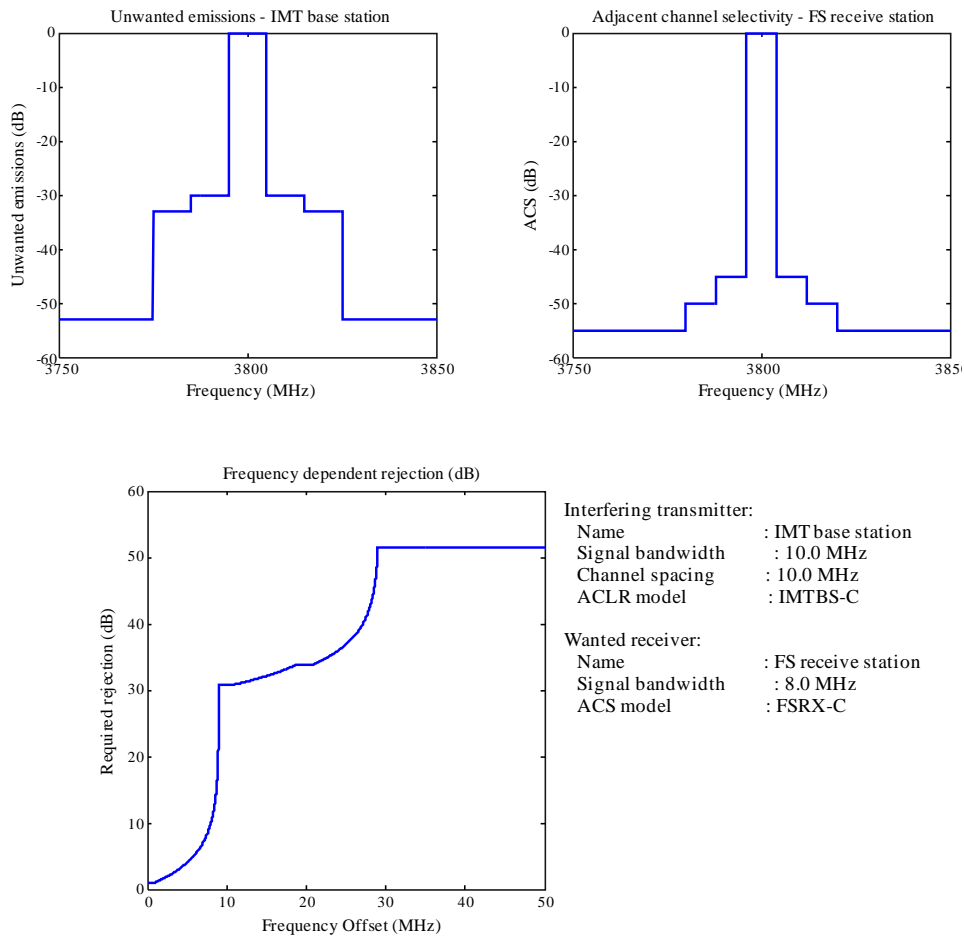 Unwanted emissions - IMT base station
0
-10
-20
-30
-40
-50
-60
3750
3800
3850
Unwanted emissions (dB)
Frequency (MHz)
Adjacent channel selectivity - FS receive station
0
-10
-20
-30
-40
-50
-60
3750
3800
3850
ACS (dB)
Frequency (MHz)
Frequency dependent rejection (dB)
60
50
40
30
20
10
0
0
10
20
30
40
50
Required rejection (dB)
Frequency Offset (MHz)
Interfering transmitter:
Name : IMT base station
Signal bandwidth : 10.0 MHz
Channel spacing : 10.0 MHz
ACLR model : IMTBS-C
Wanted receiver:
Name : FS receive station
Signal bandwidth : 8.0 MHz
ACS model : FSRX-C